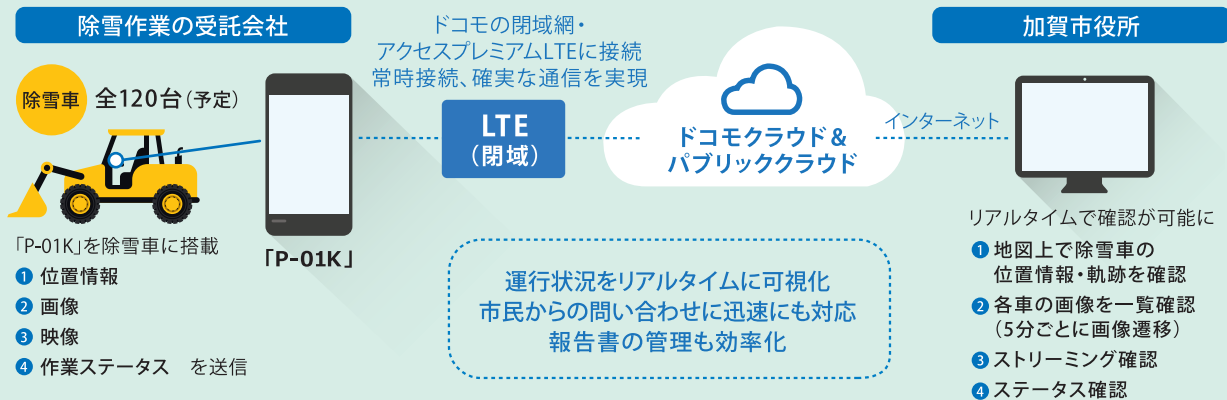 除雪作業の受託会社
除雪車
全120台(予定)
「P-01K」を除雪車に搭載
❶ 位置情報
❷ 画像
❸ 映像
❹ 作業ステータス を送信
「P-01K」
ドコモの閉域網・
アクセスプレミアムLTEに接続
常時接続、確実な通信を実現
LTE
(閉域)
ドコモクラウド&
パブリッククラウド
インターネット
運行状況をリアルタイムに可視化
市民からの問い合わせに迅速にも対応
報告書の管理も効率化
加賀市役所
リアルタイムで確認が可能に
❶ 地図上で除雪車の
位置情報・軌跡を確認
❷ 各車の画像を一覧確認
(5分ごとに画像遷移)
❸ ストリーミング確認
❹ ステータス確認